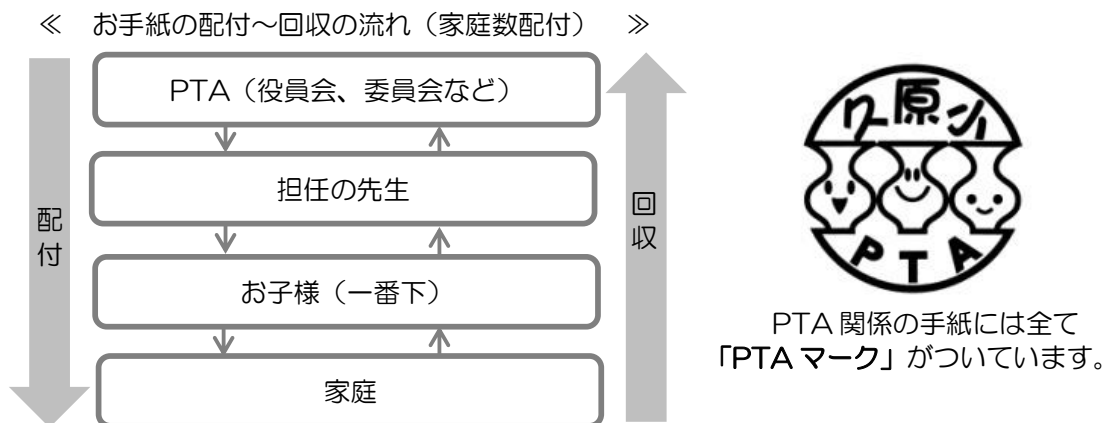 ≪ お手紙の配付～回収の流れ（家庭数配付） ≫
PTA（役員会、委員会など）
担任の先生
お子様（一番下）
家庭
配付
回収
久原小
PTA
PTA 関係の手紙には全て
「PTA マーク」がついています。